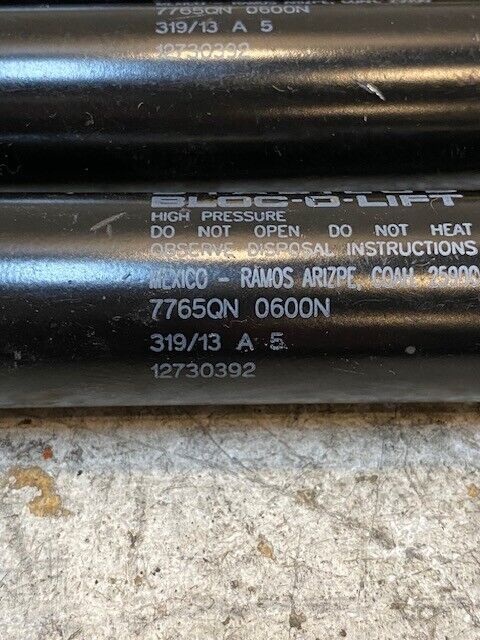 7765QN 0600N
319/13 A 5
12730392
BLOC-O-LIFT
HIGH PRESSURE
DO NOT OPEN, DO NOT HEAT
OBSERVE DISPOSAL INSTRUCTIONS
MEXICO - RAMOS ARIZPE, COAH. 25900
7765QN 0600N
319/13 A 5
12730392